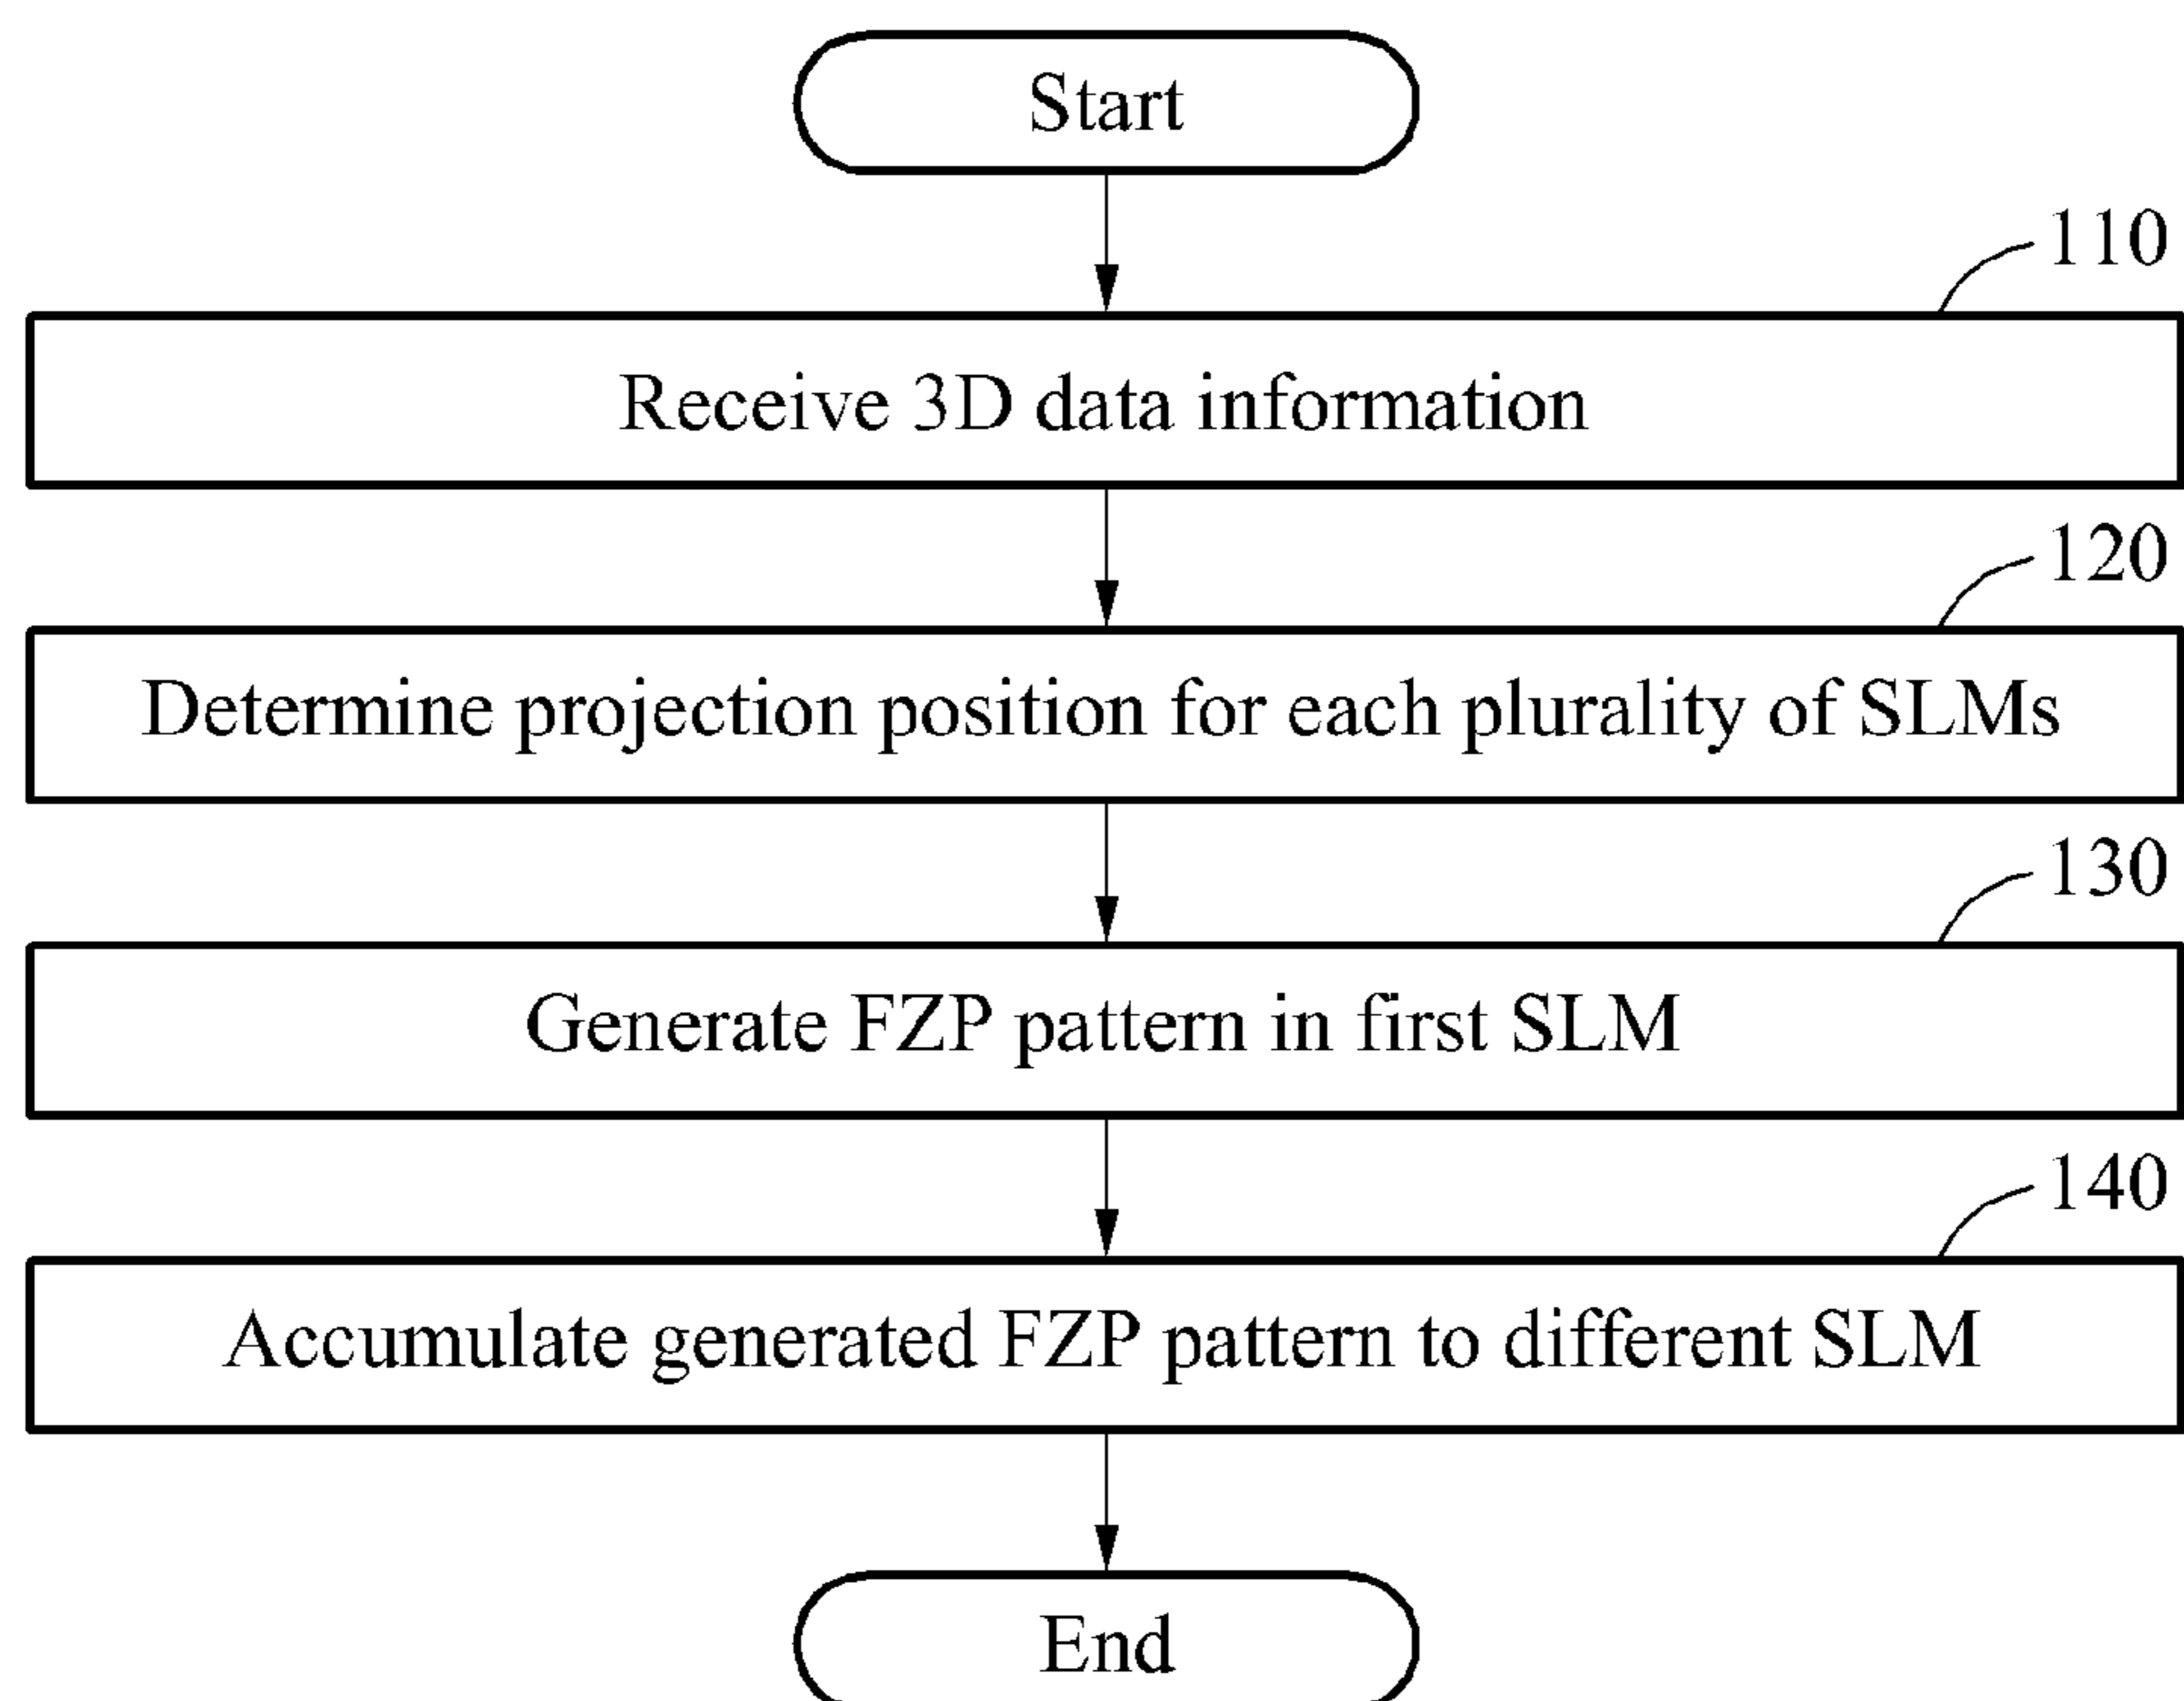 Start
110
Receive 3D data information
120
Determine projection position for each plurality of SLMs
130
Generate FZP pattern in first SLM
140
Accumulate generated FZP pattern to different SLM
End